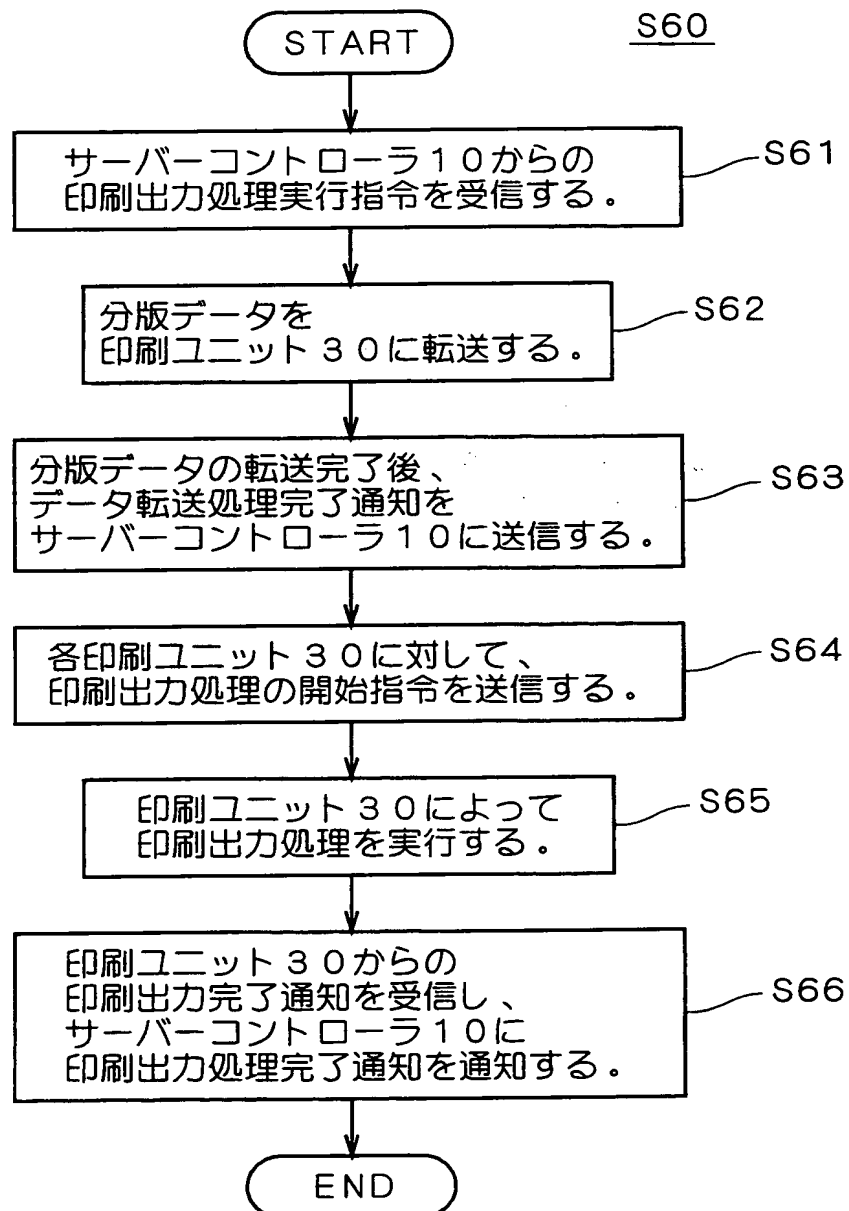 START
S60
サーバーコントローラ10からの
印刷出力処理実行指令を受信する。
S61
分版データを
印刷ユニット30に転送する。
S62
分版データの転送完了後、
データ転送処理完了通知を
サーバーコントローラ10に送信する。
S63
各印刷ユニット30に対して、
印刷出力処理の開始指令を送信する。
S64
印刷ユニット30によって
印刷出力処理を実行する。
S65
印刷ユニット30からの
印刷出力完了通知を受信し、
サーバーコントローラ10に
印刷出力処理完了通知を通知する。
S66
END